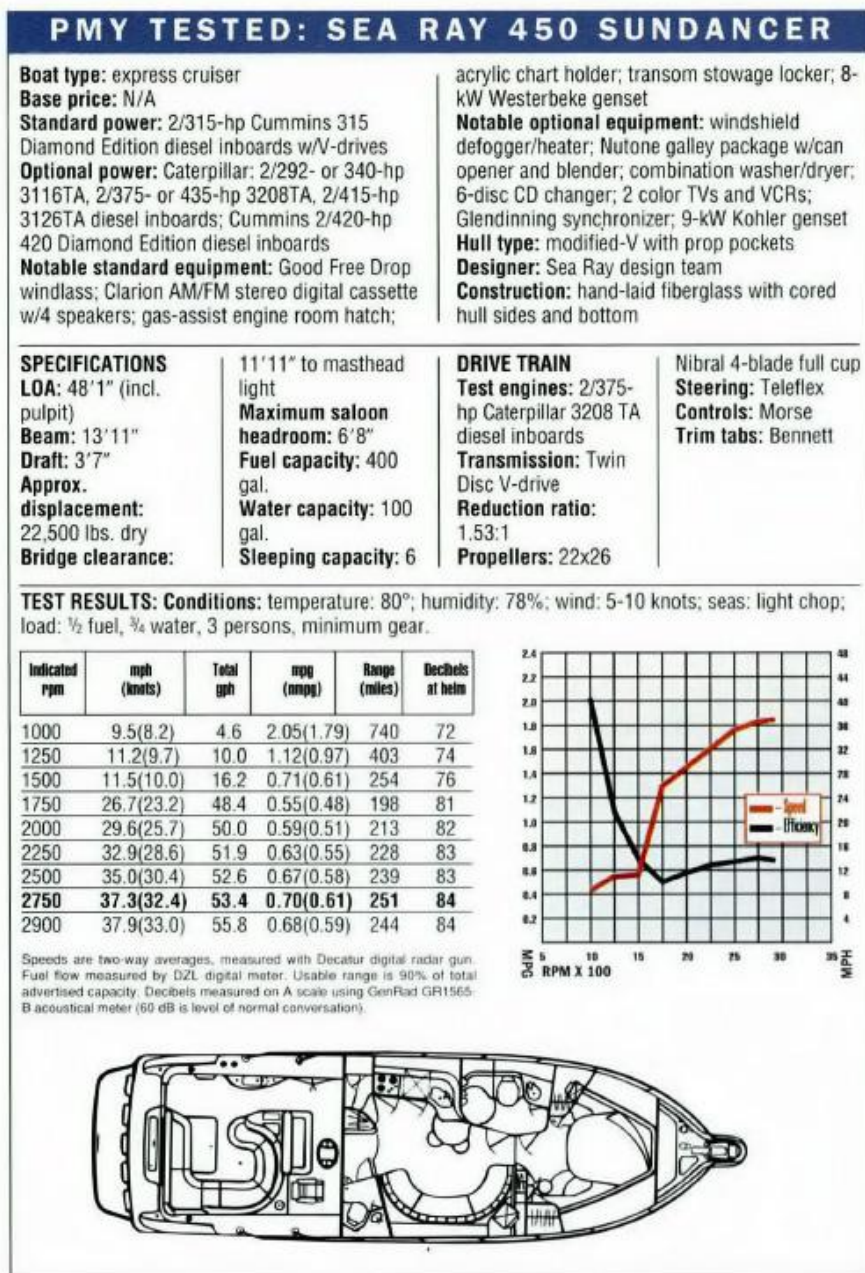 PMY TESTED: SEA RAY 450 SUNDANCER
Boat type: express cruiser
Base price: N/A
Standard power: 2/315-hp Cummins 315
Diamond Edition diesel inboards w/V-drives
Optional power: Caterpillar: 2/292- or 340-hp
3116TA, 2/375- or 435-hp 3208TA, 2/415-hp
3126TA diesel inboards; Cummins 2/420-hp
420 Diamond Edition diesel inboards
Notable standard equipment: Good Free Drop
windlass; Clarion AM/FM stereo digital cassette
w/4 speakers; gas-assist engine room hatch;
acrylic chart holder; transom stowage locker; 8-
kW Westerbeke genset
Notable optional equipment: windshield
defogger/heater; Nutone galley package w/can
opener and blender; combination washer/dryer;
6-disc CD changer; 2 color TVs and VCRs;
Glendinning synchronizer; 9-kW Kohler genset
Hull type: modified-V with prop pockets
Designer: Sea Ray design team
Construction: hand-laid fiberglass with cored
hull sides and bottom
SPECIFICATIONS
LOA: 48'1" (incl.
pulpit)
Beam: 13'11"
Draft: 3'7"
Approx.
displacement:
22,500 lbs. dry
Bridge clearance:
11'11" to masthead
light
Maximum saloon
headroom: 6'8"
Fuel capacity: 400
gal.
Water capacity: 100
gal.
Sleeping capacity: 6
DRIVE TRAIN
Test engines: 2/375-
hp Caterpillar 3208 TA
diesel inboards
Transmission: Twin
Disc V-drive
Reduction ratio:
1.53:1
Propellers: 22x26
Nibral 4-blade full cup
Steering: Teleflex
Controls: Morse
Trim tabs: Bennett
TEST RESULTS: Conditions: temperature: 80°; humidity: 78%; wind: 5-10 knots; seas: light chop;
load: ½ fuel, ¾ water, 3 persons, minimum gear.
Indicated rpm mph (knots) Total gph mpg (nmpg) Range (miles) Decibels at helm
1000 9.5(8.2) 4.6 2.05(1.79) 740 72
1250 11.2(9.7) 10.0 1.12(0.97) 403 74
1500 11.5(10.0) 16.2 0.71(0.61) 254 76
1750 26.7(23.2) 48.4 0.55(0.48) 198 81
2000 29.6(25.7) 50.0 0.59(0.51) 213 82
2250 32.9(28.6) 51.9 0.63(0.55) 228 83
2500 35.0(30.4) 52.6 0.67(0.58) 239 83
2750 37.3(32.4) 53.4 0.70(0.61) 251 84
2900 37.9(33.0) 55.8 0.68(0.59) 244 84
Speeds are two-way averages, measured with Decatur digital radar gun.
Fuel flow measured by DZL digital meter. Usable range is 90% of total
advertised capacity. Decibels measured on A scale using GenRad GR1565-
B acoustical meter (60 dB is level of normal conversation).
2.4 48
2.2 44
2.0 40
1.8 36
1.6 32
1.4 28
1.2 24
1.0 20
0.8 16
0.6 12
0.4 8
0.2 4
- Speed
- Efficiency
MPG 5 10 15 20 25 30 35 MPH
RPM X 100